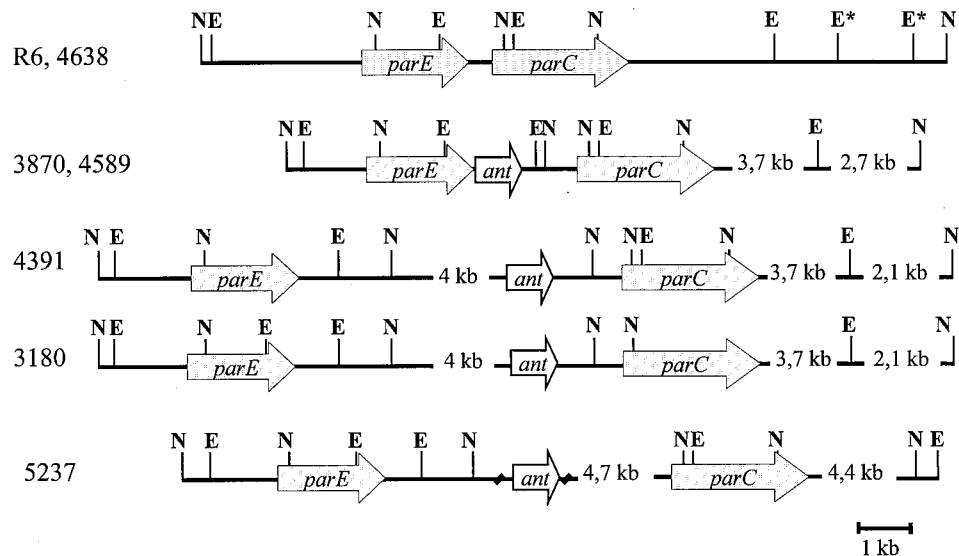 N E N E N E N E E* E* N
R6, 4638
parE parC
N E N E E N N E N E N
3870, 4589
parE ant parC 3,7 kb 2,7 kb
N E N E N N N E N E N
4391
parE 4 kb ant parC 3,7 kb 2,1 kb
N E N E E N N N E N
3180
parE 4 kb ant parC 3,7 kb 2,1 kb
N E N E E N N E N N E
5237
parE ant 4,7 kb parC 4,4 kb
1 kb